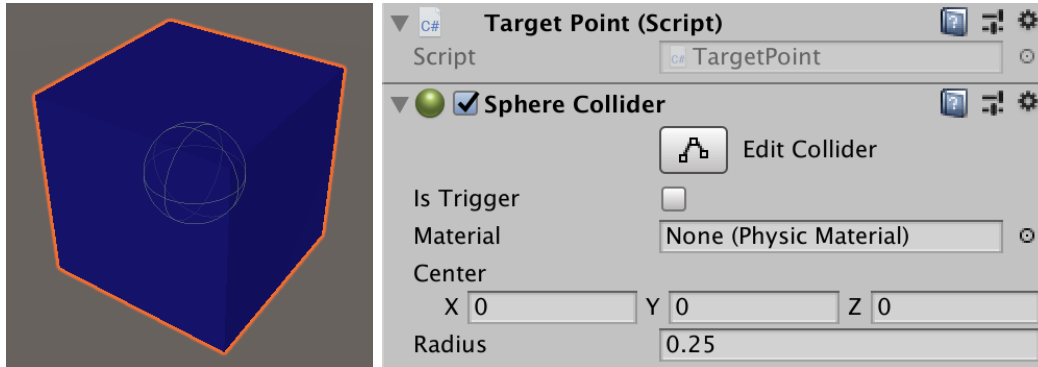 C# Target Point (Script)
Script C# TargetPoint
Sphere Collider
Edit Collider
Is Trigger
Material None (Physic Material)
Center
X 0 Y 0 Z 0
Radius 0.25